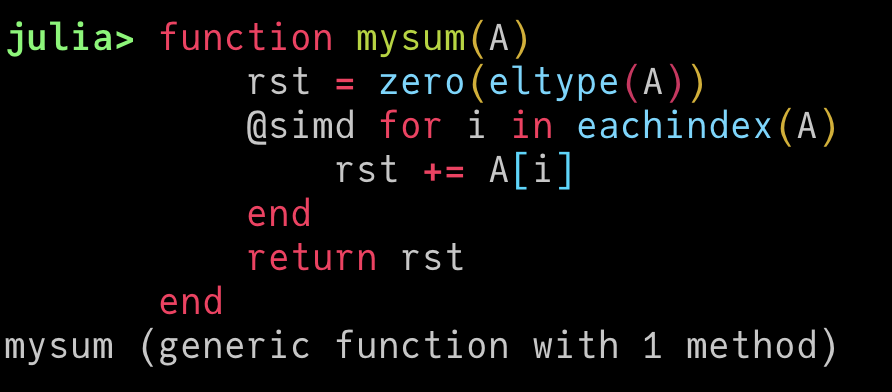 julia> function mysum(A)
           rst = zero(eltype(A))
           @simd for i in eachindex(A)
               rst += A[i]
           end
           return rst
       end
mysum (generic function with 1 method)